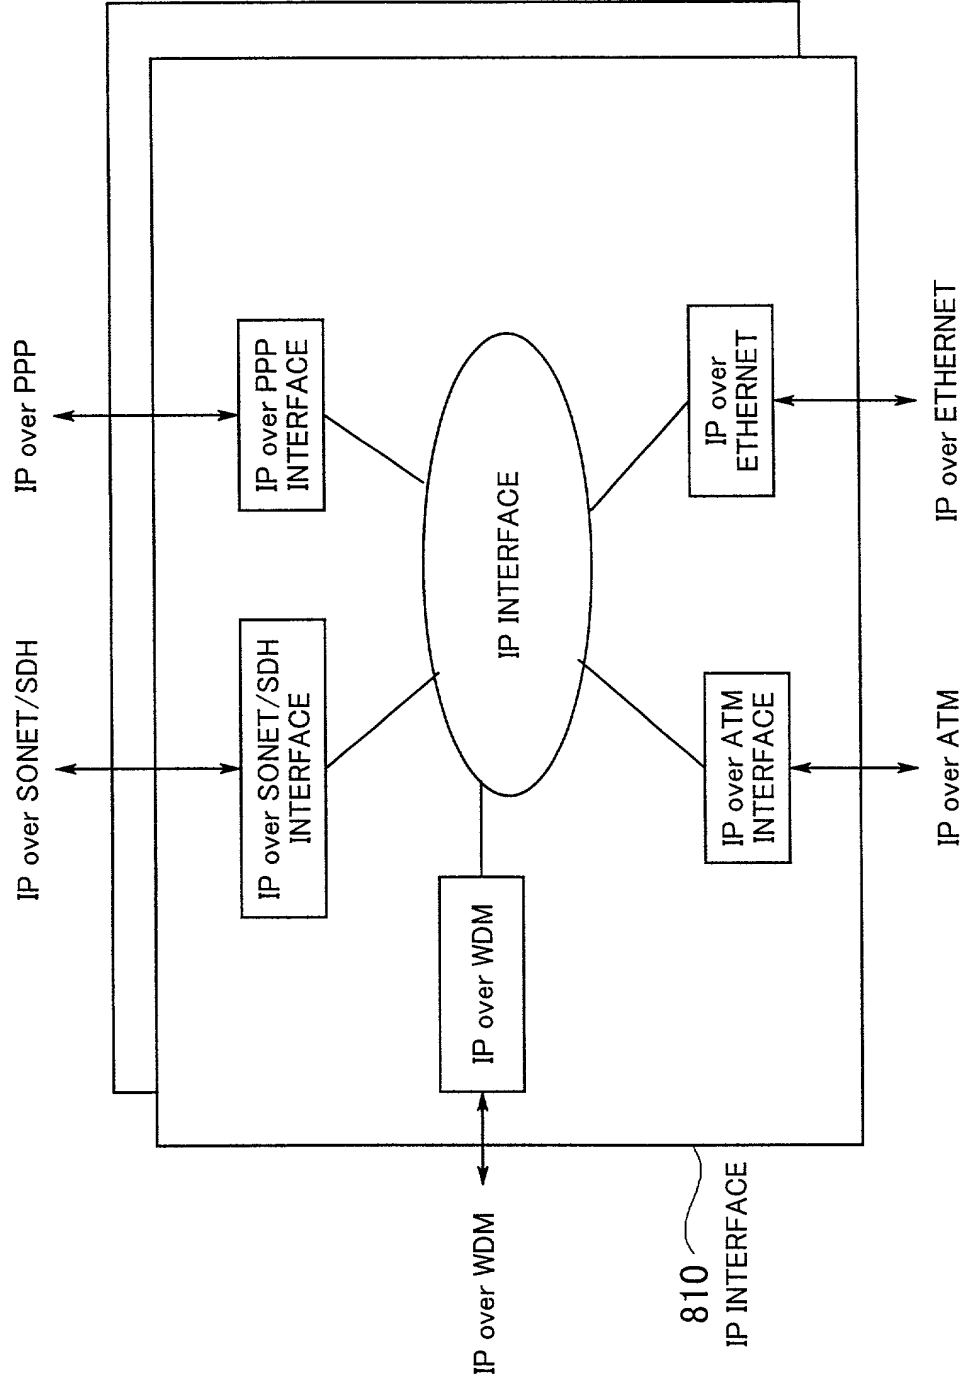 IP over SONET/SDH
IP over PPP
IP over SONET/SDH
INTERFACE
IP over PPP
INTERFACE
IP over WDM
IP over WDM
IP INTERFACE
IP over ATM
INTERFACE
IP over
ETHERNET
810
IP INTERFACE
IP over ATM
IP over ETHERNET